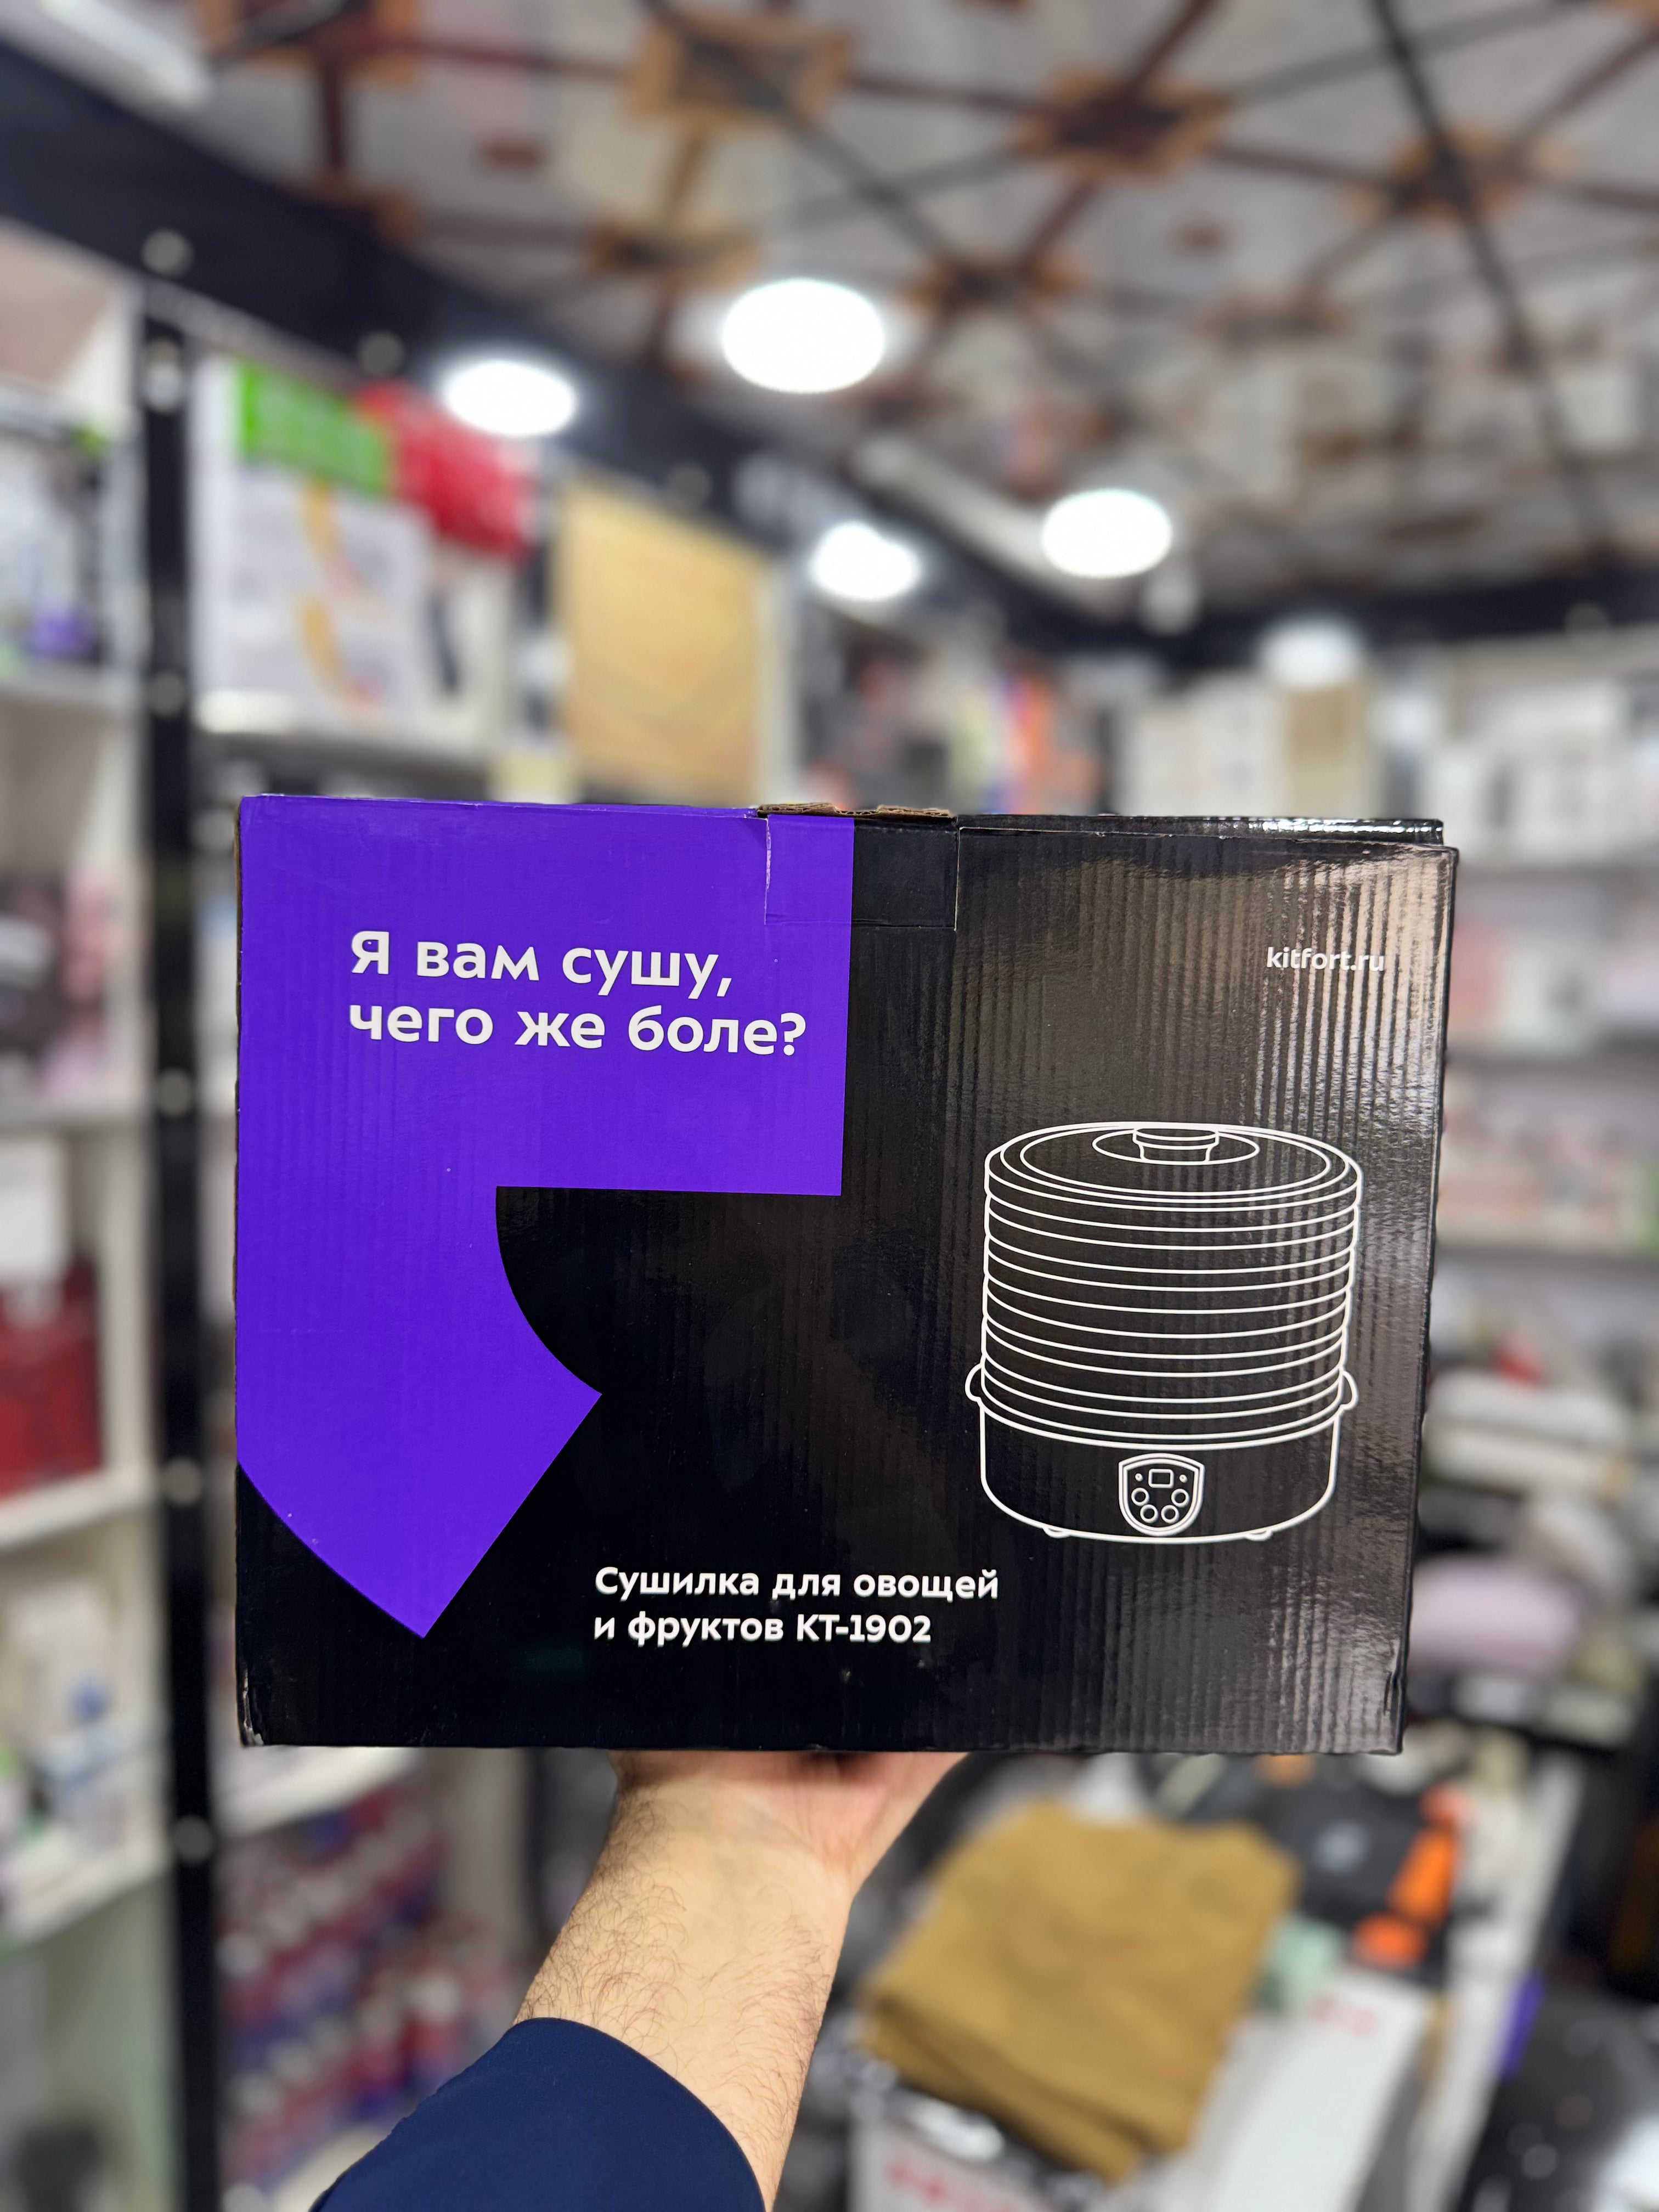 Я вам сушу,
чего же боле?
kitfort.ru
Сушилка для овощей
и фруктов КТ-1902